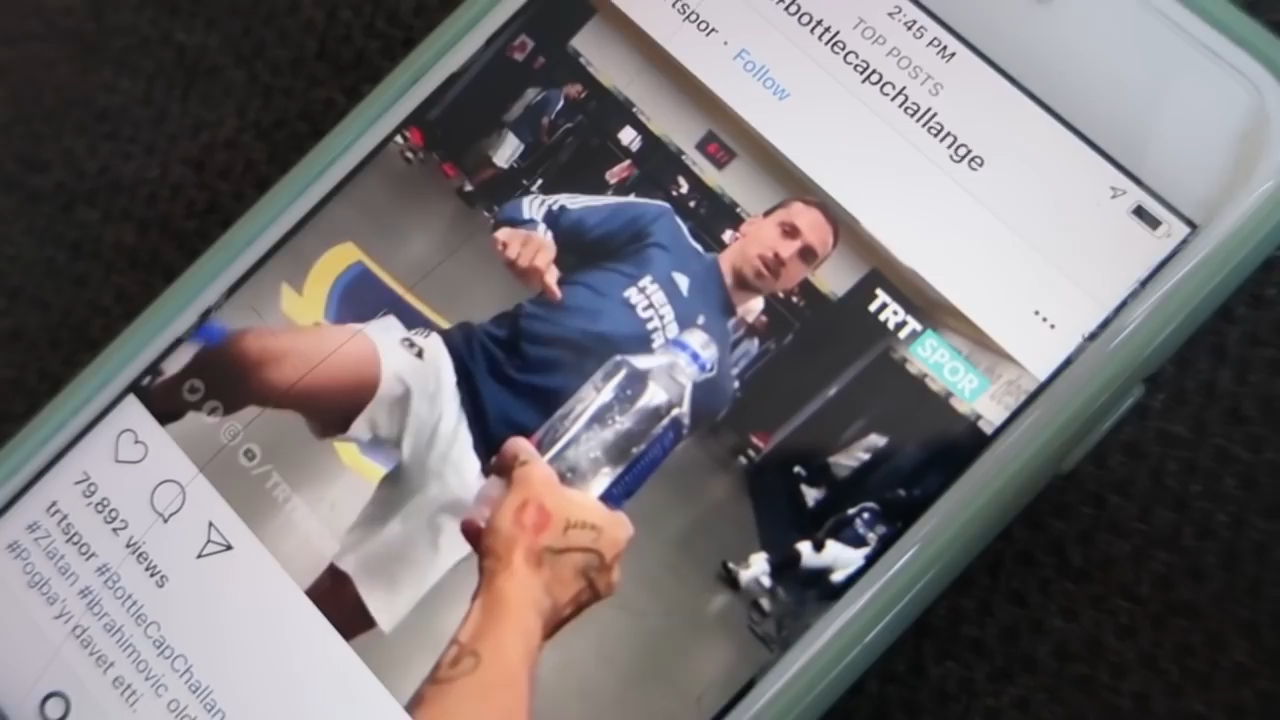 2:45 PM
TOP POSTS
#bottlecapchallange
rtspor · Follow
...
TRT SPOR
HERB
NUTRI
79,892 views
trtspor #BottleCapChallan
#Zlatan #Ibrahimovic old
#Pogba'yı davet etti.